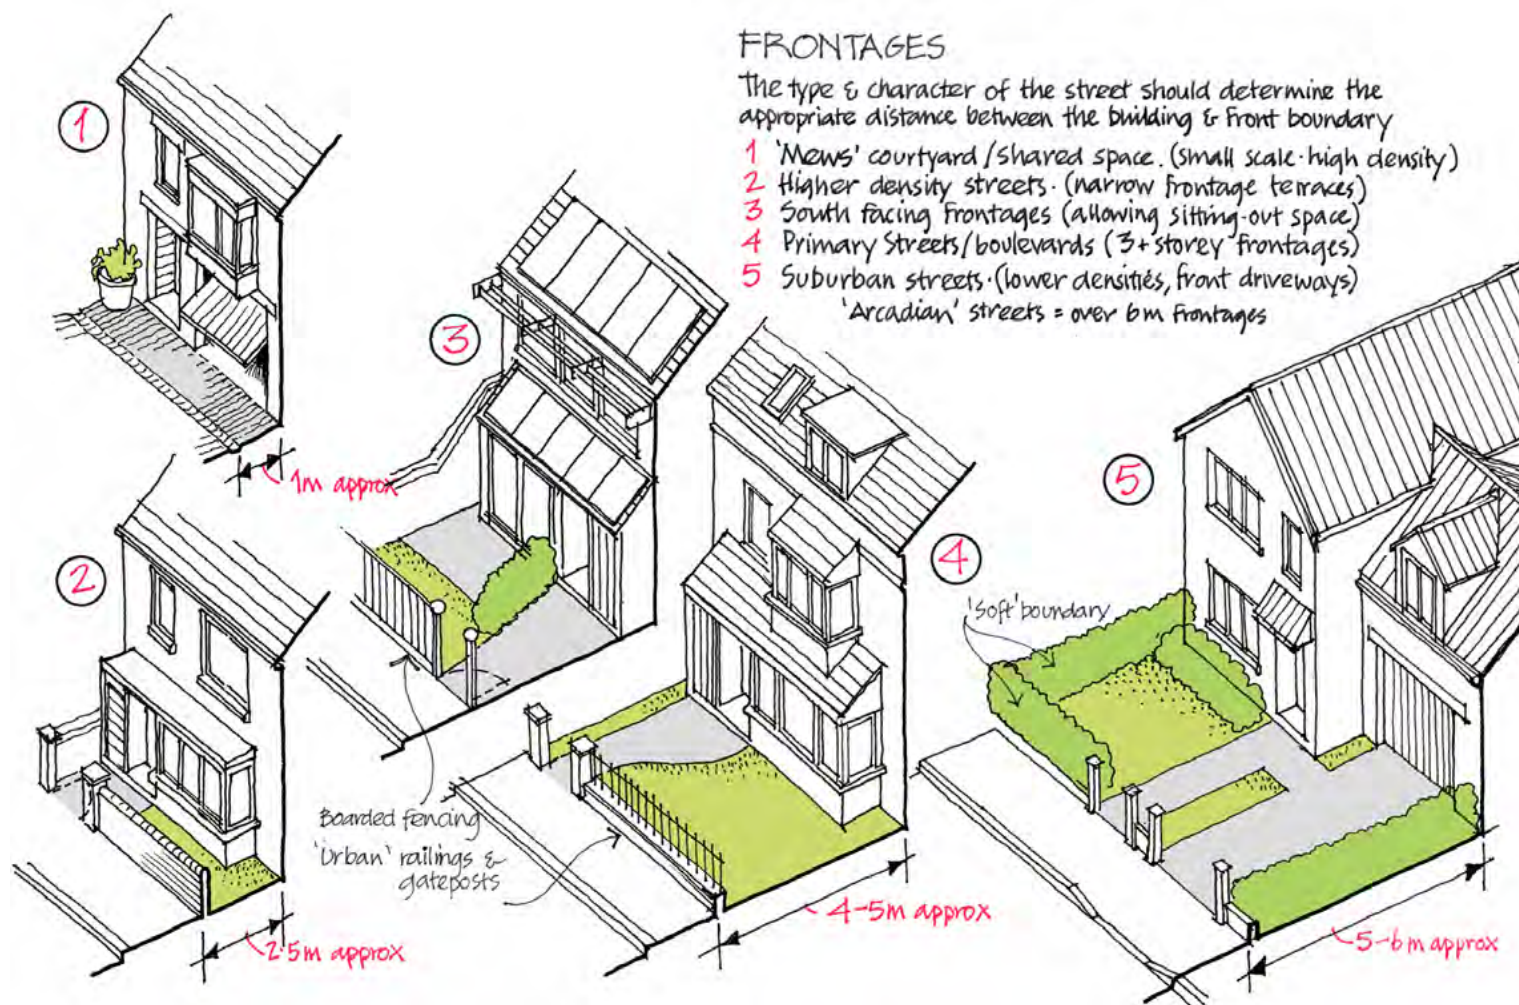 FRONTAGES
The type & character of the street should determine the
appropriate distance between the building & front boundary
1 'Mews' courtyard/shared space. (small scale·high density)
2 Higher density streets. (narrow frontage terraces)
3 South facing frontages (allowing sitting-out space)
4 Primary Streets/boulevards (3+storey frontages)
5 Suburban streets. (lower densities, front driveways)
'Arcadian' streets = over 6m frontages
1
1m approx
3
2
2·5m approx
Boarded fencing
'Urban' railings &
gateposts
4
4-5m approx
5
'Soft' boundary
5-6m approx